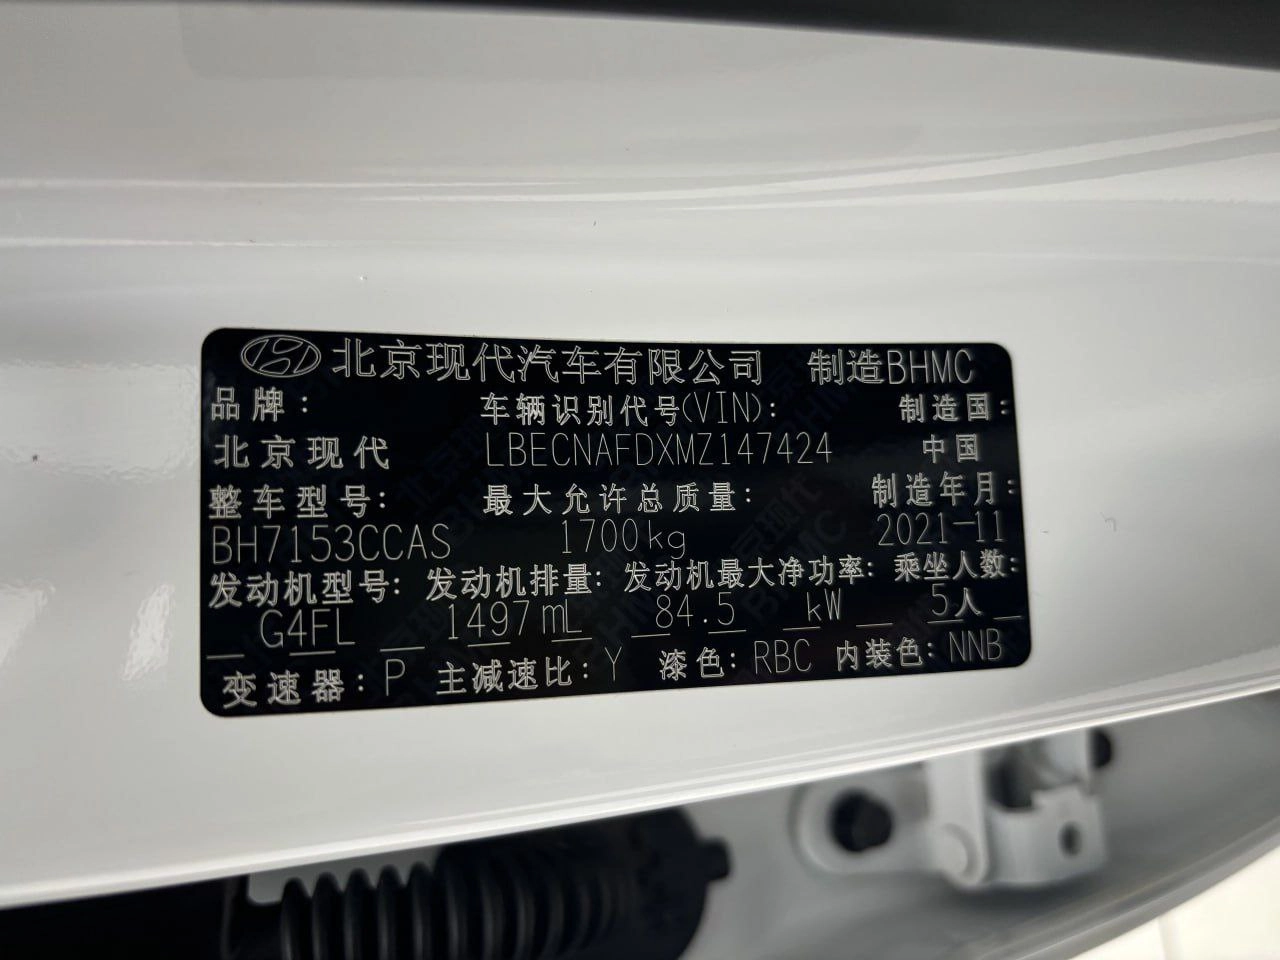 北京现代汽车有限公司 制造BHMC
品牌: 车辆识别代号(VIN): 制造国:
北京现代 LBECNAFDXMZ147424 中国
整车型号: 最大允许总质量: 制造年月:
BH7153CCAS 1700kg 2021-11
发动机型号: 发动机排量: 发动机最大净功率: 乘坐人数:
G4FL 1497mL 84.5 kW 5人
变速器: P 主减速比: Y 漆色: RBC 内装色: NNB